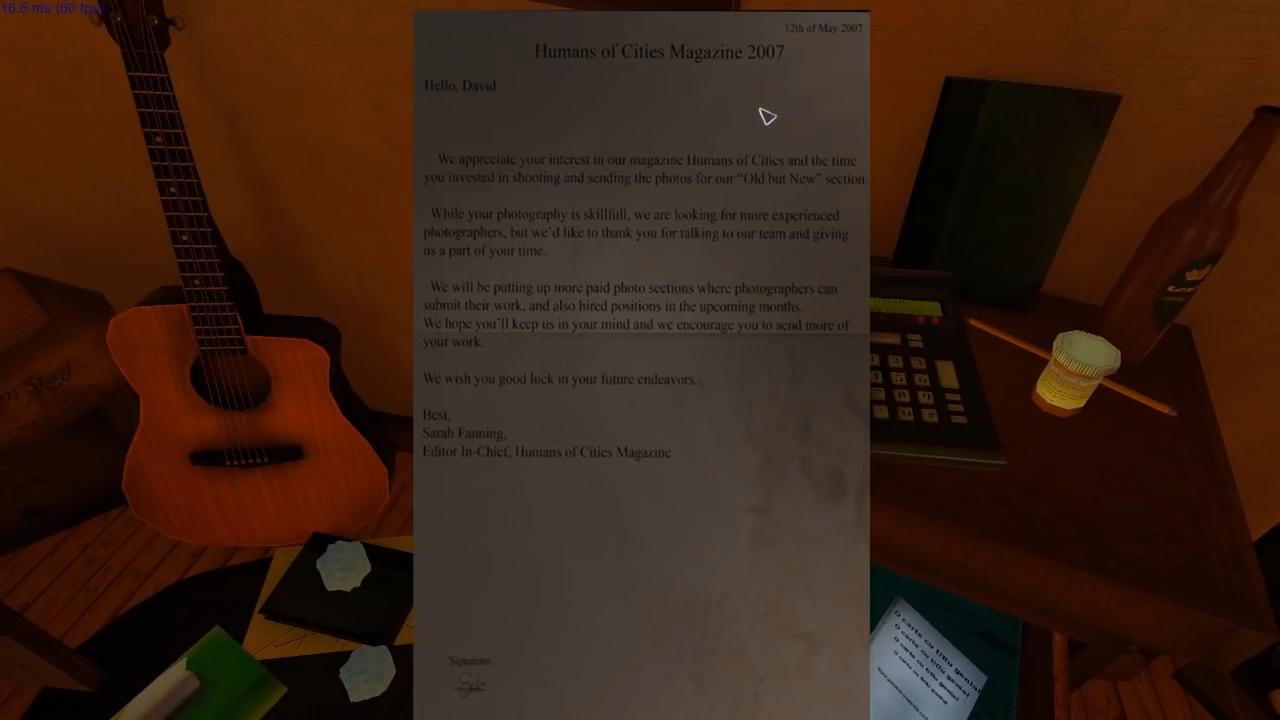 16.6 ms (60 fps)
12th of May 2007
Humans of Cities Magazine 2007
Hello, David
We appreciate your interest in our magazine Humans of Cities and the time
you invested in shooting and sending the photos for our “Old but New” section.
While your photography is skillfull, we are looking for more experienced
photographers, but we’d like to thank you for talking to our team and giving
us a part of your time.
We will be putting up more paid photo sections where photographers can
submit their work, and also hired positions in the upcoming months.
We hope you’ll keep us in your mind and we encourage you to send more of
your work.
We wish you good luck in your future endeavors.
Best,
Sarah Fanning,
Editor In-Chief, Humans of Cities Magazine
Signature
O carte cu titlu genial
O carte cu titlu genial
O carte cu titlu genial
O carte cu titlu genial